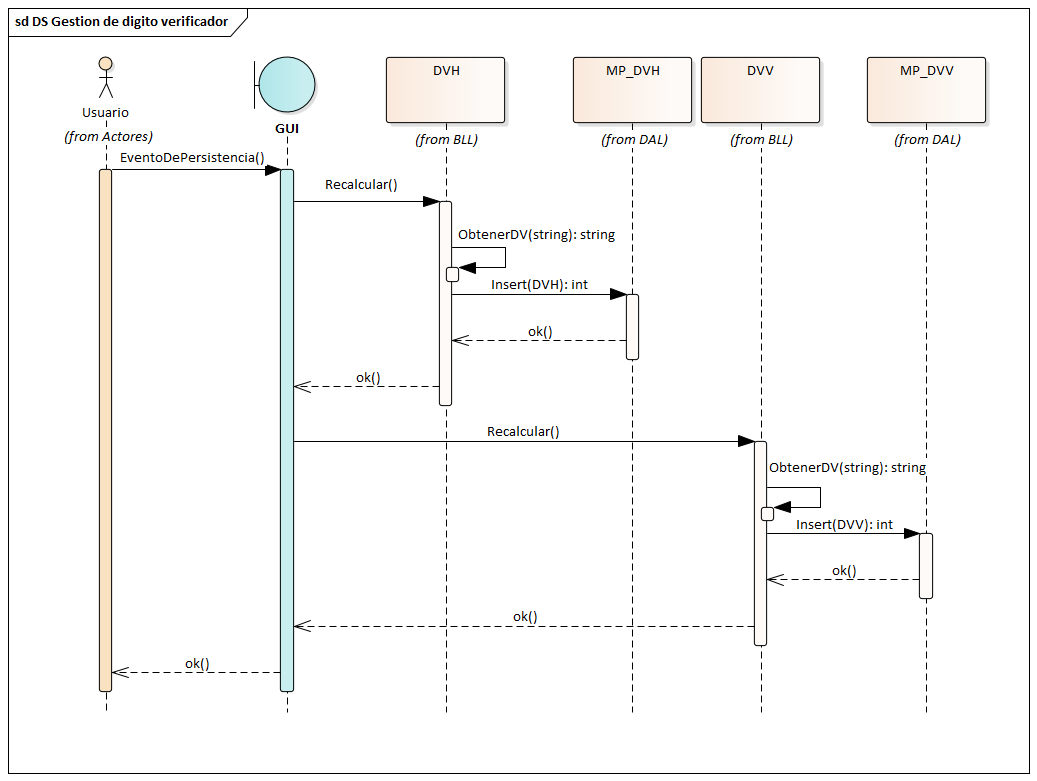 sd DS Gestion de digito verificador
DVH
MP_DVH
DVV
MP_DVV
Usuario
GUI
(from Actores)
(from BLL)
(from DAL)
(from BLL)
(from DAL)
EventoDePersistencia()
Recalcular()
ObtenerDV(string): string
Insert(DVH): int
ok()
ok()
Recalcular()
ObtenerDV(string): string
Insert(DVV): int
ok()
ok()
ok()